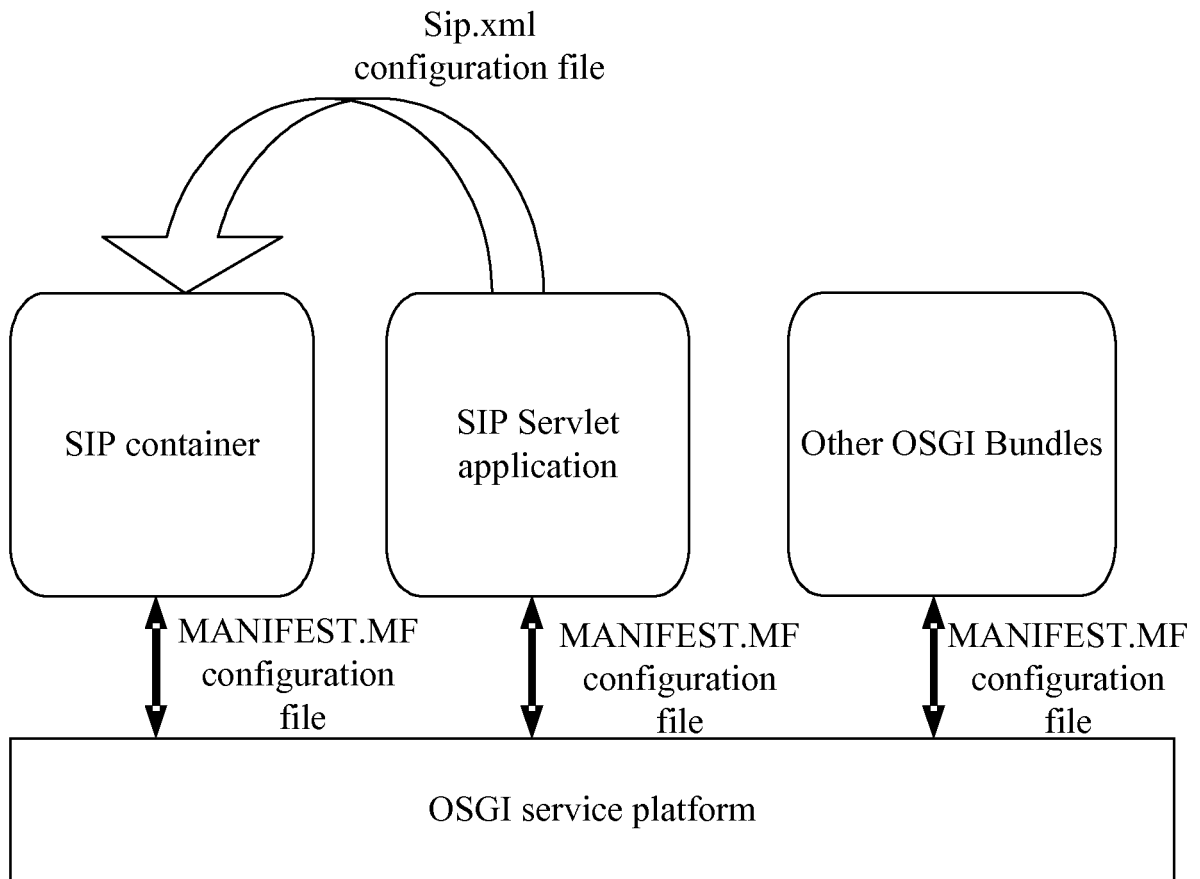 Sip.xml
configuration file
SIP container
SIP Servlet
application
Other OSGI Bundles
MANIFEST.MF
configuration
file
MANIFEST.MF
configuration
file
MANIFEST.MF
configuration
file
OSGI service platform